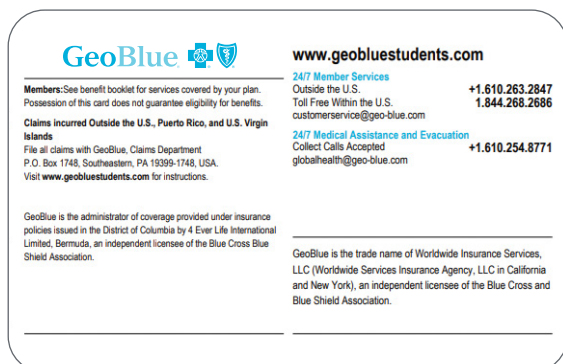 GeoBlue
Members:See benefit booklet for services covered by your plan.
Possession of this card does not guarantee eligibility for benefits.
Claims incurred Outside the U.S., Puerto Rico, and U.S. Virgin
Islands
File all claims with GeoBlue, Claims Department
P.O. Box 1748, Southeastern, PA 19399-1748, USA.
Visit www.geobluestudents.com for instructions.
GeoBlue is the administrator of coverage provided under insurance
policies issued in the District of Columbia by 4 Ever Life International
Limited, Bermuda, an independent licensee of the Blue Cross Blue
Shield Association.
www.geobluestudents.com
24/7 Member Services
Outside the U.S. +1.610.263.2847
Toll Free Within the U.S. 1.844.268.2686
customerservice@geo-blue.com
24/7 Medical Assistance and Evacuation
Collect Calls Accepted +1.610.254.8771
globalhealth@geo-blue.com
GeoBlue is the trade name of Worldwide Insurance Services,
LLC (Worldwide Services Insurance Agency, LLC in California
and New York), an independent licensee of the Blue Cross and
Blue Shield Association.